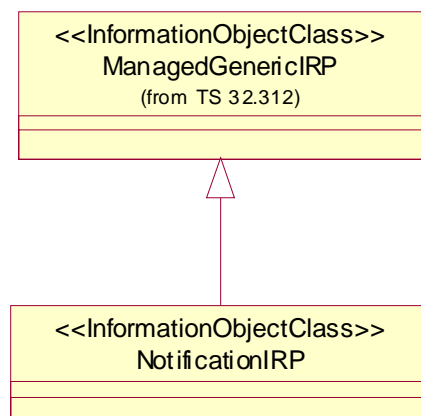 <<InformationObjectClass>>
ManagedGenericIRP
(from TS 32.312)
<<InformationObjectClass>>
NotificationIRP